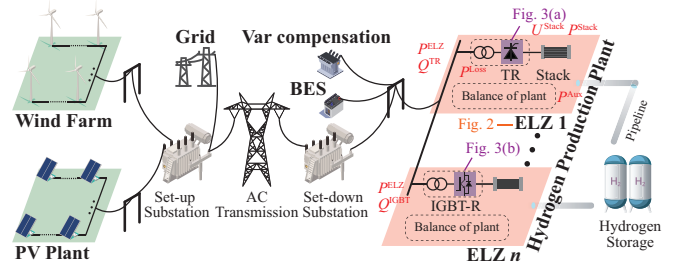 Wind Farm
PV Plant
Grid
Set-up
Substation
AC
Transmission
Var compensation
BES
Set-down
Substation
Fig. 3(a)
U^Stack P^Stack
P^ELZ
Q^TR
P^Loss
TR
Stack
Balance of plant
P^Aux
Fig. 2
ELZ 1
Fig. 3(b)
P^ELZ
Q^IGBT
IGBT-R
Balance of plant
ELZ n
Hydrogen Production Plant
Pipeline
H₂
H₂
Hydrogen
Storage